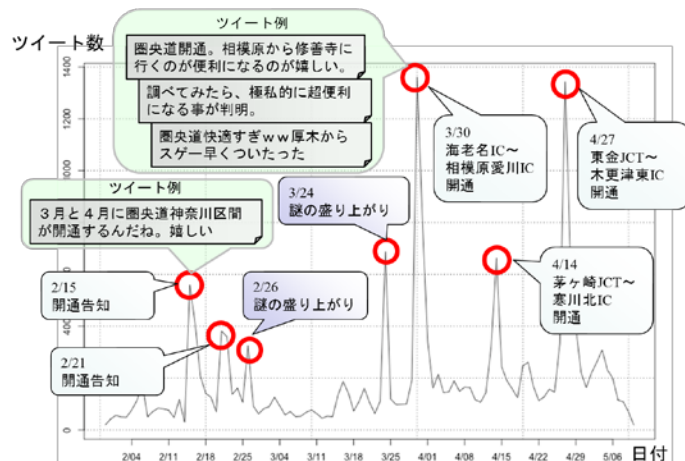 ツイート数
ツイート例
圏央道開通。相模原から修善寺に
行くのが便利になるのが嬉しい。
調べてみたら、極私的に超便利
になる事が判明。
圏央道快適すぎｗｗ厚木から
スゲー早くついたった
ツイート例
３月と４月に圏央道神奈川区間
が開通するんだね。嬉しい
2/15
開通告知
2/21
開通告知
2/26
謎の盛り上がり
3/24
謎の盛り上がり
3/30
海老名IC～
相模原愛川IC
開通
4/14
茅ヶ崎JCT～
寒川北IC
開通
4/27
東金JCT～
木更津東IC
開通
1400
1200
400
200
0
2/04 2/11 2/18 2/25 3/04 3/11 3/18 3/25 4/01 4/08 4/15 4/22 4/29 5/06
日付